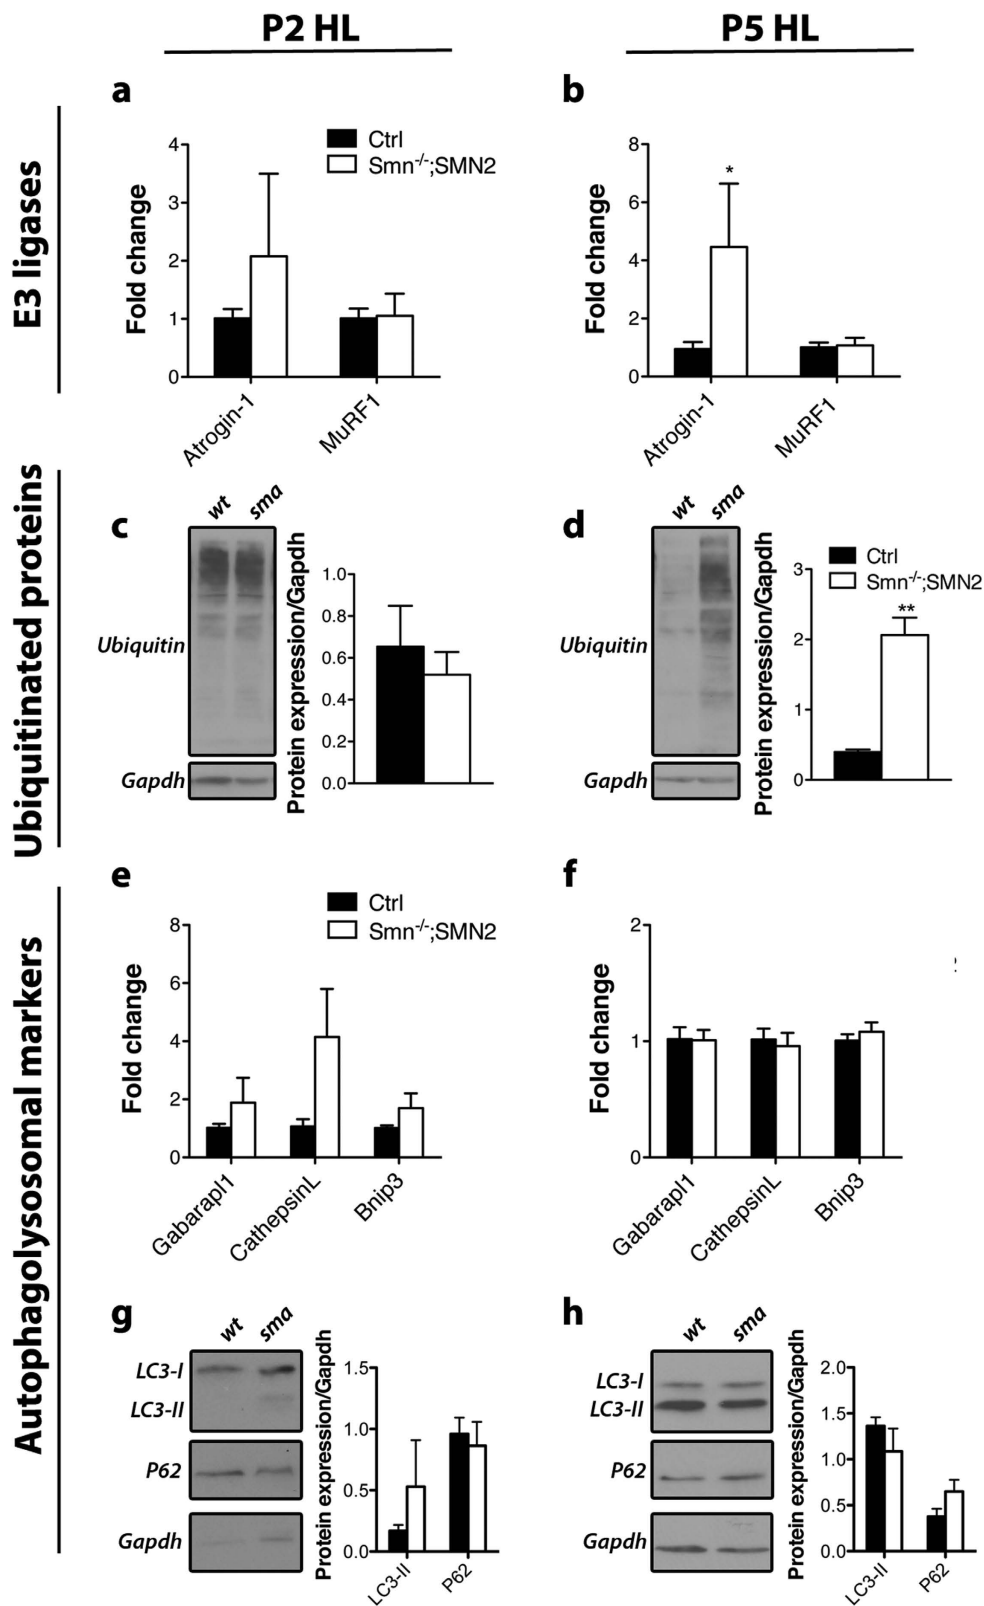 P2 HL
P5 HL
E3 ligases
a
4
3
2
1
0
Fold change
Ctrl
Smn-/-;SMN2
Atrogin-1
MuRF1
b
8
6
4
2
0
Fold change
*
Atrogin-1
MuRF1
Ubiquitinated proteins
c
wt
sma
Ubiquitin
Gapdh
Protein expression/Gapdh
1.0
0.8
0.6
0.4
0.2
0.0
d
wt
sma
Ubiquitin
Gapdh
Protein expression/Gapdh
3
2
1
0
Ctrl
Smn-/-;SMN2
**
Autophagolysosomal markers
e
8
6
4
2
0
Fold change
Ctrl
Smn-/-;SMN2
Gabarapl1
CathepsinL
Bnip3
f
2
1
0
Fold change
Gabarapl1
CathepsinL
Bnip3
g
wt
sma
LC3-I
LC3-II
P62
Gapdh
Protein expression/Gapdh
1.5
1.0
0.5
0.0
LC3-II
P62
h
wt
sma
LC3-I
LC3-II
P62
Gapdh
Protein expression/Gapdh
2.0
1.5
1.0
0.5
0.0
LC3-II
P62